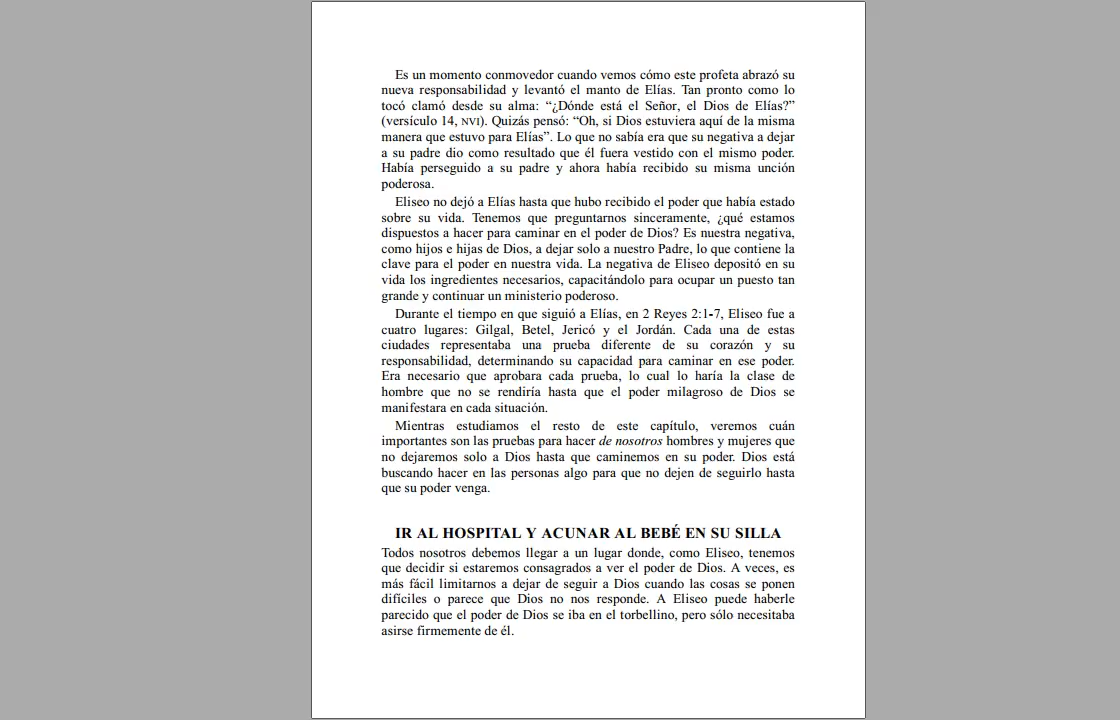 Es un momento conmovedor cuando vemos cómo este profeta abrazó su
nueva responsabilidad y levantó el manto de Elías. Tan pronto como lo
tocó clamó desde su alma: “¿Dónde está el Señor, el Dios de Elías?”
(versículo 14, NVI). Quizás pensó: “Oh, si Dios estuviera aquí de la misma
manera que estuvo para Elías”. Lo que no sabía era que su negativa a dejar
a su padre dio como resultado que él fuera vestido con el mismo poder.
Había perseguido a su padre y ahora había recibido su misma unción
poderosa.
Eliseo no dejó a Elías hasta que hubo recibido el poder que había estado
sobre su vida. Tenemos que preguntarnos sinceramente, ¿qué estamos
dispuestos a hacer para caminar en el poder de Dios? Es nuestra negativa,
como hijos e hijas de Dios, a dejar solo a nuestro Padre, lo que contiene la
clave para el poder en nuestra vida. La negativa de Eliseo depositó en su
vida los ingredientes necesarios, capacitándolo para ocupar un puesto tan
grande y continuar un ministerio poderoso.
Durante el tiempo en que siguió a Elías, en 2 Reyes 2:1-7, Eliseo fue a
cuatro lugares: Gilgal, Betel, Jericó y el Jordán. Cada una de estas
ciudades representaba una prueba diferente de su corazón y su
responsabilidad, determinando su capacidad para caminar en ese poder.
Era necesario que aprobara cada prueba, lo cual lo haría la clase de
hombre que no se rendiría hasta que el poder milagroso de Dios se
manifestara en cada situación.
Mientras estudiamos el resto de este capítulo, veremos cuán
importantes son las pruebas para hacer de nosotros hombres y mujeres que
no dejaremos solo a Dios hasta que caminemos en su poder. Dios está
buscando hacer en las personas algo para que no dejen de seguirlo hasta
que su poder venga.
IR AL HOSPITAL Y ACUNAR AL BEBÉ EN SU SILLA
Todos nosotros debemos llegar a un lugar donde, como Eliseo, tenemos
que decidir si estaremos consagrados a ver el poder de Dios. A veces, es
más fácil limitarnos a dejar de seguir a Dios cuando las cosas se ponen
difíciles o parece que Dios no nos responde. A Eliseo puede haberle
parecido que el poder de Dios se iba en el torbellino, pero sólo necesitaba
asirse firmemente de él.